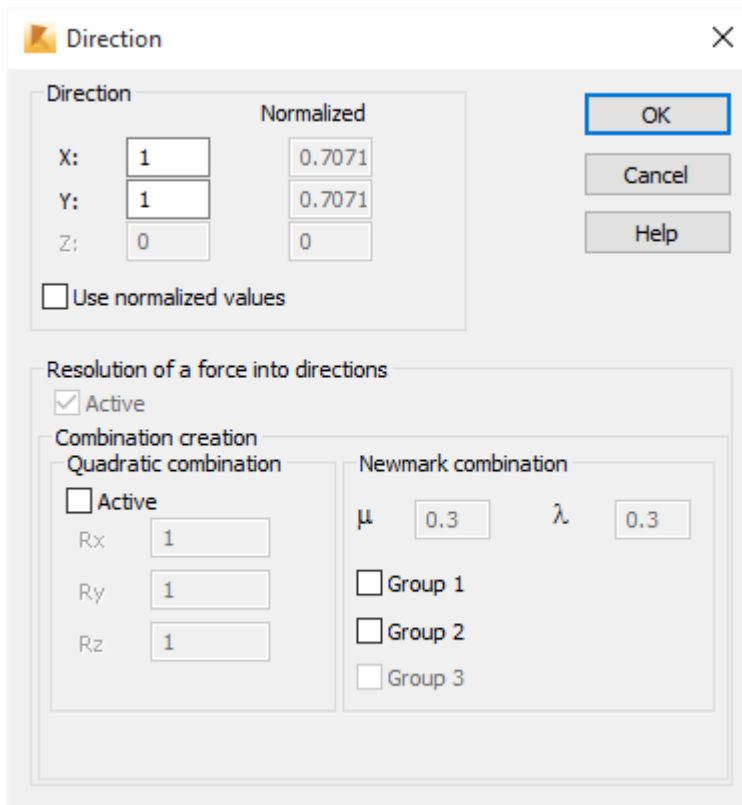 Direction
Direction
Normalized
OK
X: 1 0.7071
Cancel
Y: 1 0.7071
Z: 0 0
Help
Use normalized values
Resolution of a force into directions
Active
Combination creation
Quadratic combination
Newmark combination
Active
μ 0.3 λ 0.3
Rx 1
Ry 1
Rz 1
Group 1
Group 2
Group 3